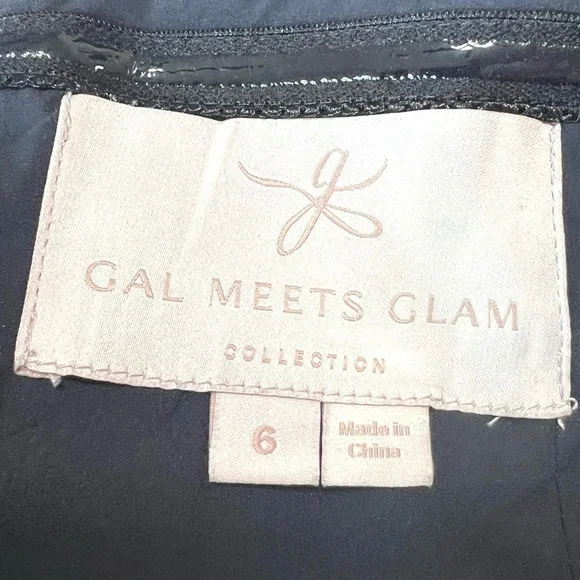 g
GAL MEETS GLAM
COLLECTION
6
Made in
China